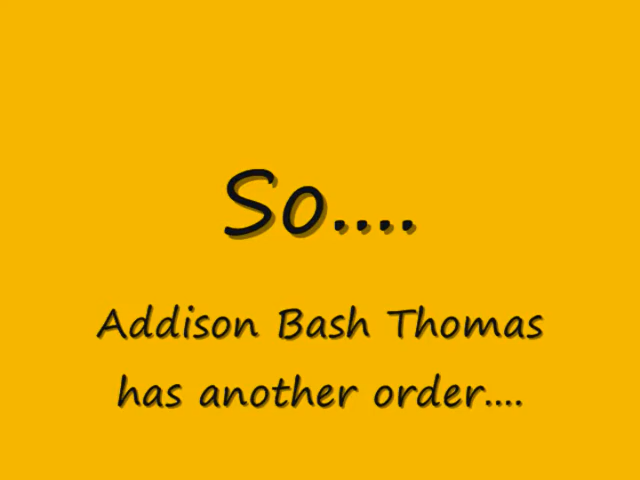 So....
Addison Bash Thomas
has another order....